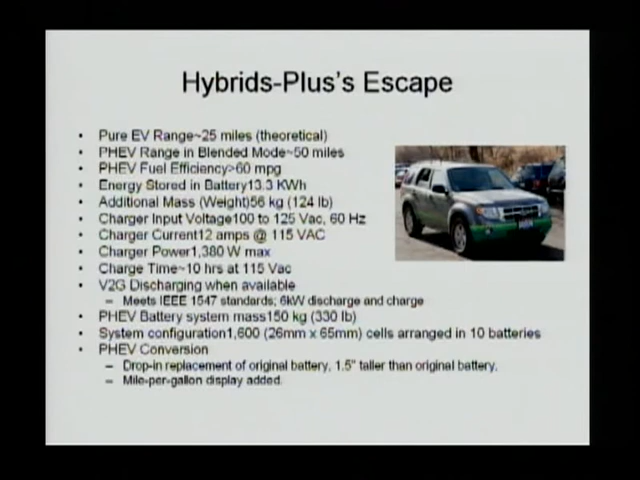 Hybrids-Plus's Escape
• Pure EV Range~25 miles (theoretical)
• PHEV Range in Blended Mode~50 miles
• PHEV Fuel Efficiency>60 mpg
• Energy Stored in Battery13.3 KWh
• Additional Mass (Weight)56 kg (124 lb)
• Charger Input Voltage100 to 125 Vac, 60 Hz
• Charger Current12 amps @ 115 VAC
• Charger Power1,380 W max
• Charge Time~10 hrs at 115 Vac
• V2G Discharging when available
– Meets IEEE 1547 standards; 6kW discharge and charge
• PHEV Battery system mass150 kg (330 lb)
• System configuration1,600 (26mm x 65mm) cells arranged in 10 batteries
• PHEV Conversion
– Drop-in replacement of original battery, 1.5" taller than original battery.
– Mile-per-gallon display added.